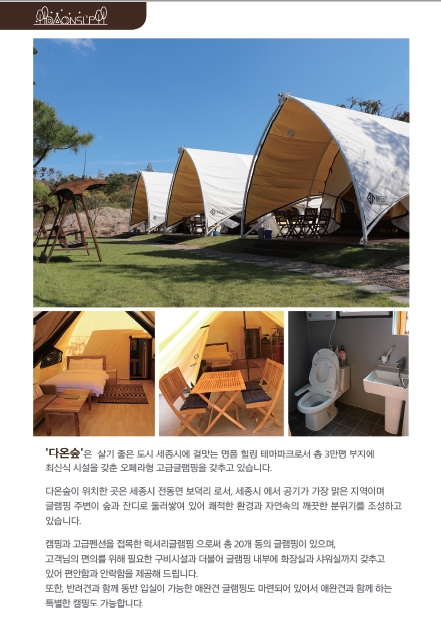 DAONSUP
'다온숲'은 살기 좋은 도시 세종시에 걸맞는 명품 힐링 테마파크로서 총 3만평 부지에
최신식 시설을 갖춘 오페라형 고급글램핑을 갖추고 있습니다.
다온숲이 위치한 곳은 세종시 전동면 보덕리 로서, 세종시 에서 공기가 가장 맑은 지역이며
글램핑 주변이 숲과 잔디로 둘러쌓여 있어 쾌적한 환경과 자연속의 깨끗한 분위기를 조성하고
있습니다.
캠핑과 고급펜션을 접목한 럭셔리글램핑 으로써 총 20개 동의 글램핑이 있으며,
고객님의 편의를 위해 필요한 구비시설과 더불어 글램핑 내부에 화장실과 샤워실까지 갖추고
있어 편안함과 안락함을 제공해 드립니다.
또한, 반려견과 함께 동반 입실이 가능한 애완견 글램핑도 마련되어 있어서 애완견과 함께 하는
특별한 캠핑도 가능합니다.